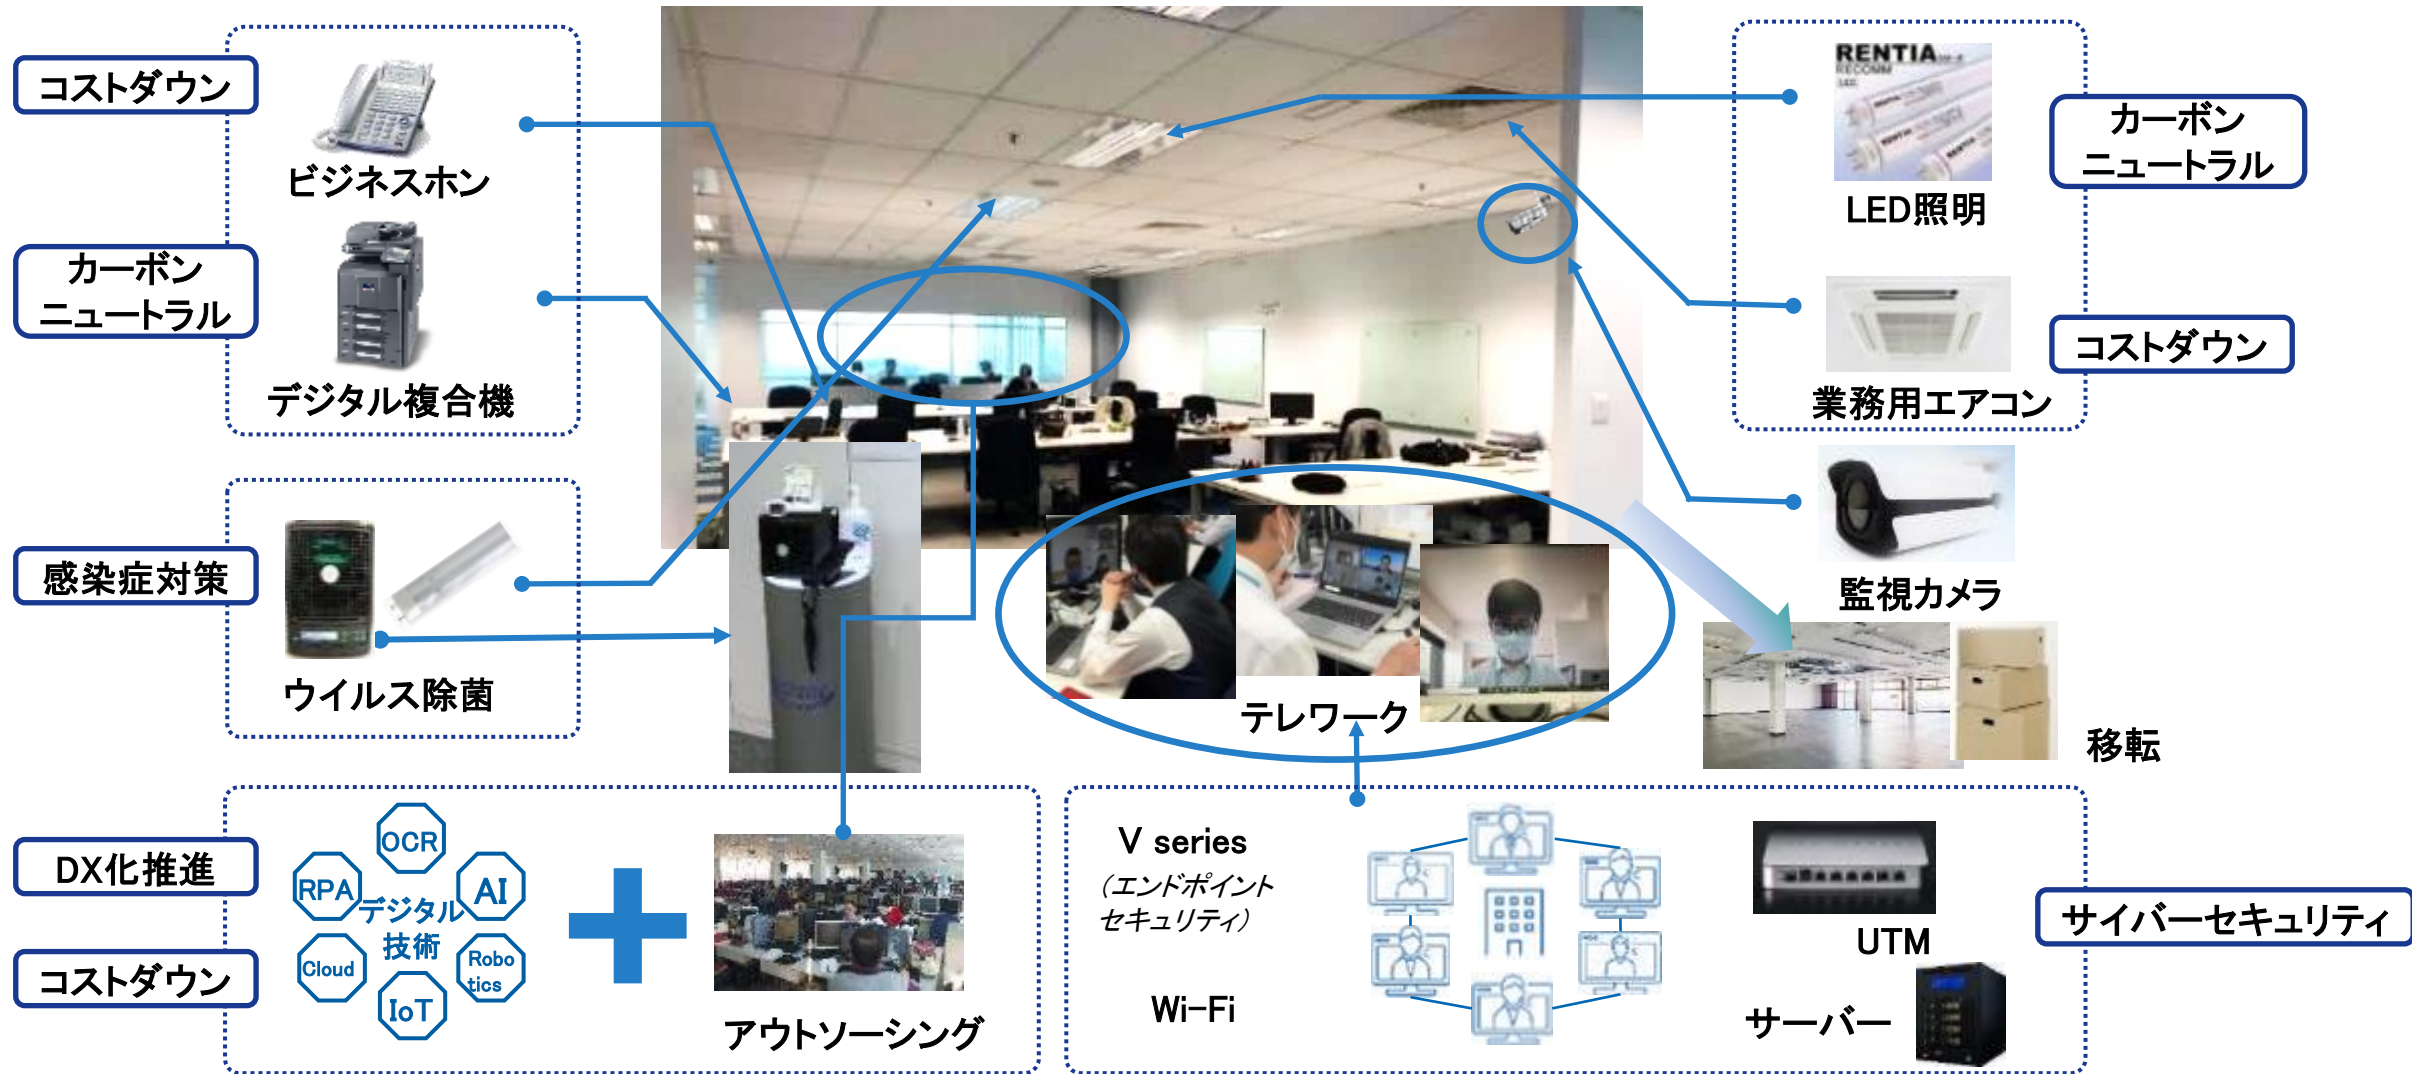 コストダウン
ビジネスホン
カーボン
ニュートラル
デジタル複合機
感染症対策
ウイルス除菌
DX化推進
コストダウン
OCR
RPA
AI
デジタル
技術
Cloud
Robo
tics
IoT
アウトソーシング
テレワーク
RENTIA
RECOMM
RENTIA
RENTIA
RENTIA
LED照明
カーボン
ニュートラル
業務用エアコン
コストダウン
監視カメラ
移転
V series
(エンドポイント
セキュリティ)
Wi-Fi
UTM
サーバー
サイバーセキュリティ